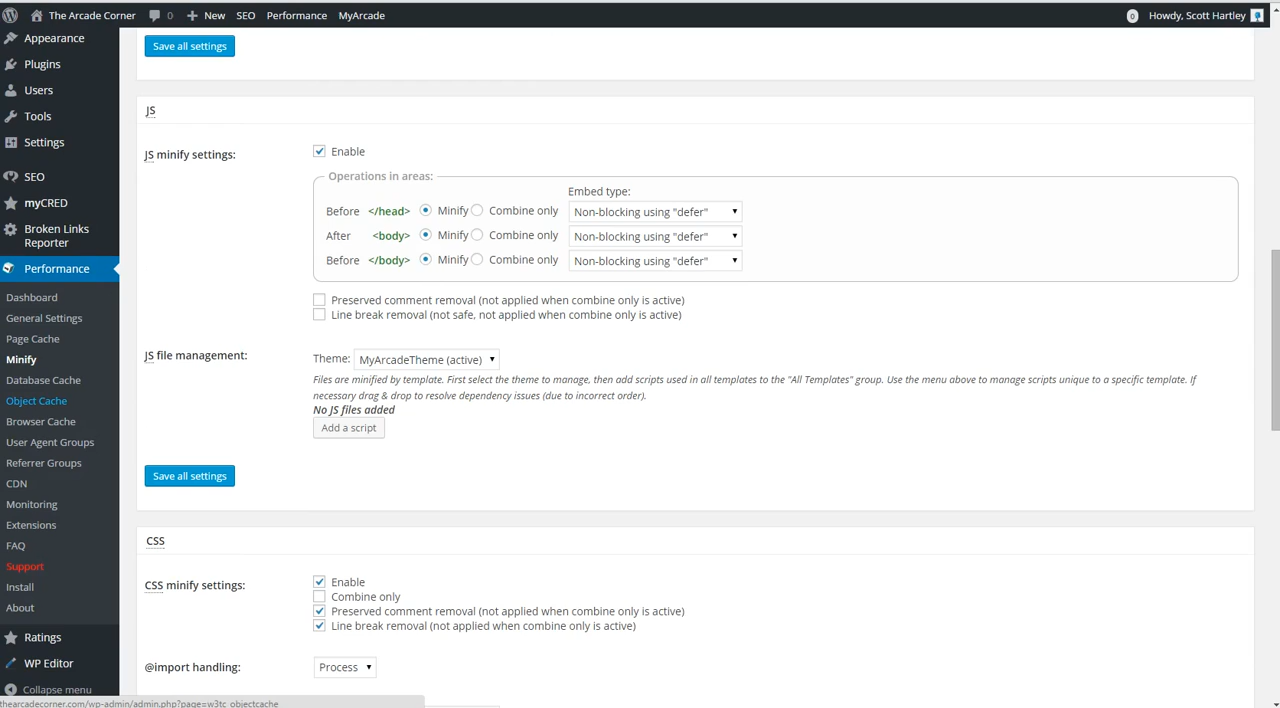 The Arcade Corner 0 New SEO Performance MyArcade 0 Howdy, Scott Hartley
Appearance
Plugins
Users
Tools
Settings
SEO
myCRED
Broken Links
Reporter
Performance
Dashboard
General Settings
Page Cache
Minify
Database Cache
Object Cache
Browser Cache
User Agent Groups
Referrer Groups
CDN
Monitoring
Extensions
FAQ
Support
Install
About
Ratings
WP Editor
Collapse menu
Save all settings
JS
JS minify settings: Enable
Operations in areas:
Embed type:
Before </head> Minify Combine only Non-blocking using "defer"
After <body> Minify Combine only Non-blocking using "defer"
Before </body> Minify Combine only Non-blocking using "defer"
Preserved comment removal (not applied when combine only is active)
Line break removal (not safe, not applied when combine only is active)
JS file management: Theme: MyArcadeTheme (active)
Files are minified by template. First select the theme to manage, then add scripts used in all templates to the "All Templates" group. Use the menu above to manage scripts unique to a specific template. If
necessary drag & drop to resolve dependency issues (due to incorrect order).
No JS files added
Add a script
Save all settings
CSS
CSS minify settings: Enable
Combine only
Preserved comment removal (not applied when combine only is active)
Line break removal (not applied when combine only is active)
@import handling: Process
thearcadecorner.com/wp-admin/admin.php?page=w3tc_objectcache